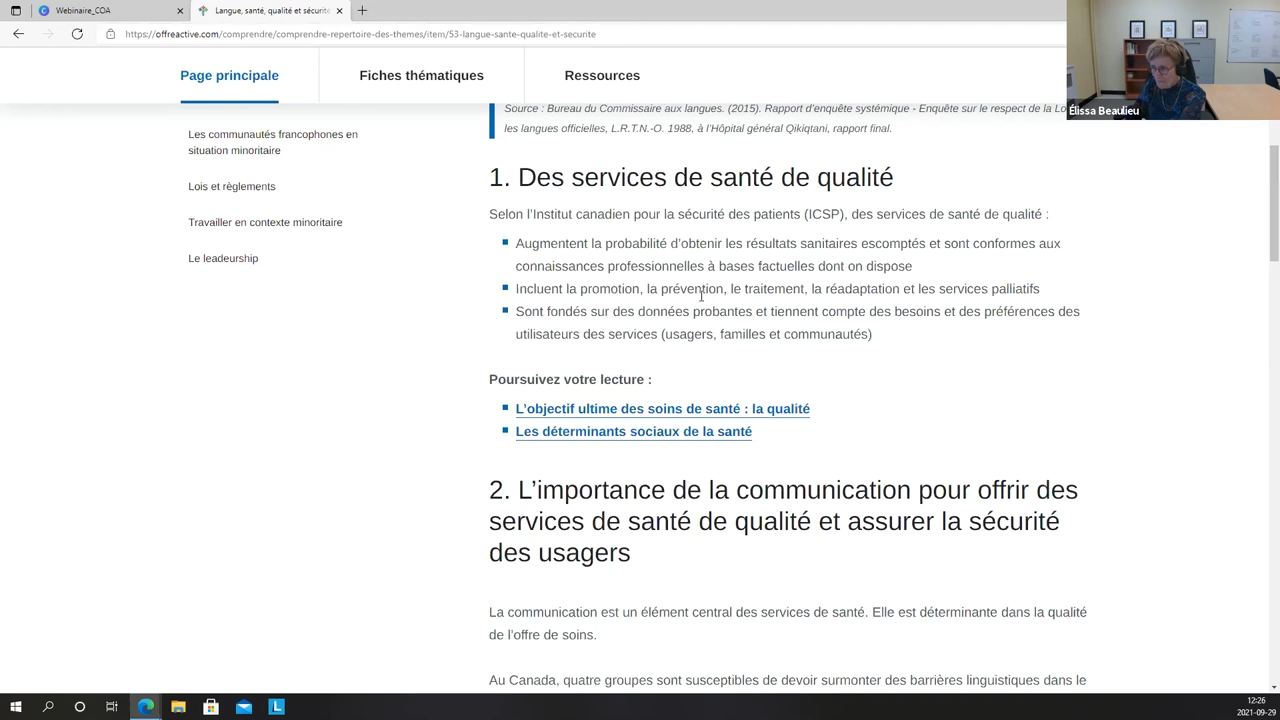 Webinaire_COA
Langue, santé, qualité et sécurité
https://offreactive.com/comprendre/comprendre-repertoire-des-themes/item/53-langue-sante-qualite-et-securite
Page principale
Fiches thématiques
Ressources
Élissa Beaulieu
Les communautés francophones en
situation minoritaire
Lois et règlements
Travailler en contexte minoritaire
Le leadeurship
Source : Bureau du Commissaire aux langues. (2015). Rapport d’enquête systémique - Enquête sur le respect de la Lo
les langues officielles, L.R.T.N.-O. 1988, à l’Hôpital général Qikiqtani, rapport final.
1. Des services de santé de qualité
Selon l’Institut canadien pour la sécurité des patients (ICSP), des services de santé de qualité :
Augmentent la probabilité d’obtenir les résultats sanitaires escomptés et sont conformes aux
connaissances professionnelles à bases factuelles dont on dispose
Incluent la promotion, la prévention, le traitement, la réadaptation et les services palliatifs
Sont fondés sur des données probantes et tiennent compte des besoins et des préférences des
utilisateurs des services (usagers, familles et communautés)
Poursuivez votre lecture :
L’objectif ultime des soins de santé : la qualité
Les déterminants sociaux de la santé
2. L’importance de la communication pour offrir des
services de santé de qualité et assurer la sécurité
des usagers
La communication est un élément central des services de santé. Elle est déterminante dans la qualité
de l’offre de soins.
Au Canada, quatre groupes sont susceptibles de devoir surmonter des barrières linguistiques dans le
12:26
2021-09-29